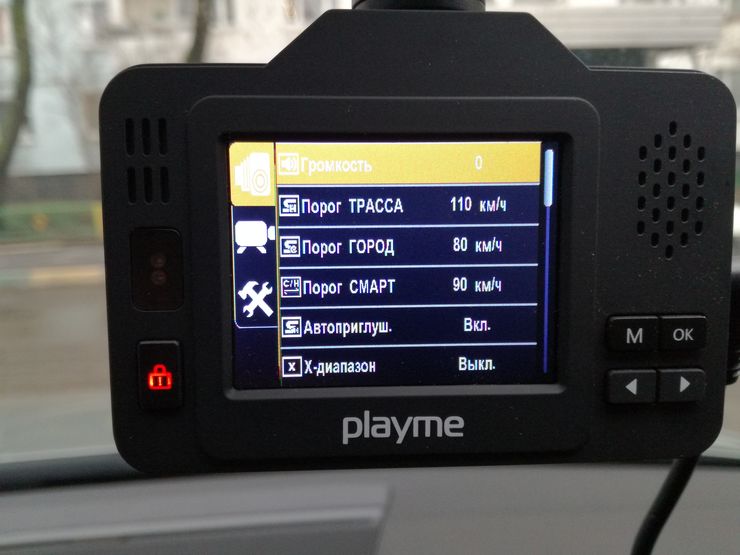 Громкость 0
Порог ТРАССА 110 км/ч
Порог ГОРОД 80 км/ч
C/H Порог СМАРТ 90 км/ч
Автоприглуш. Вкл.
X X-диапазон Выкл.
M OK
playme